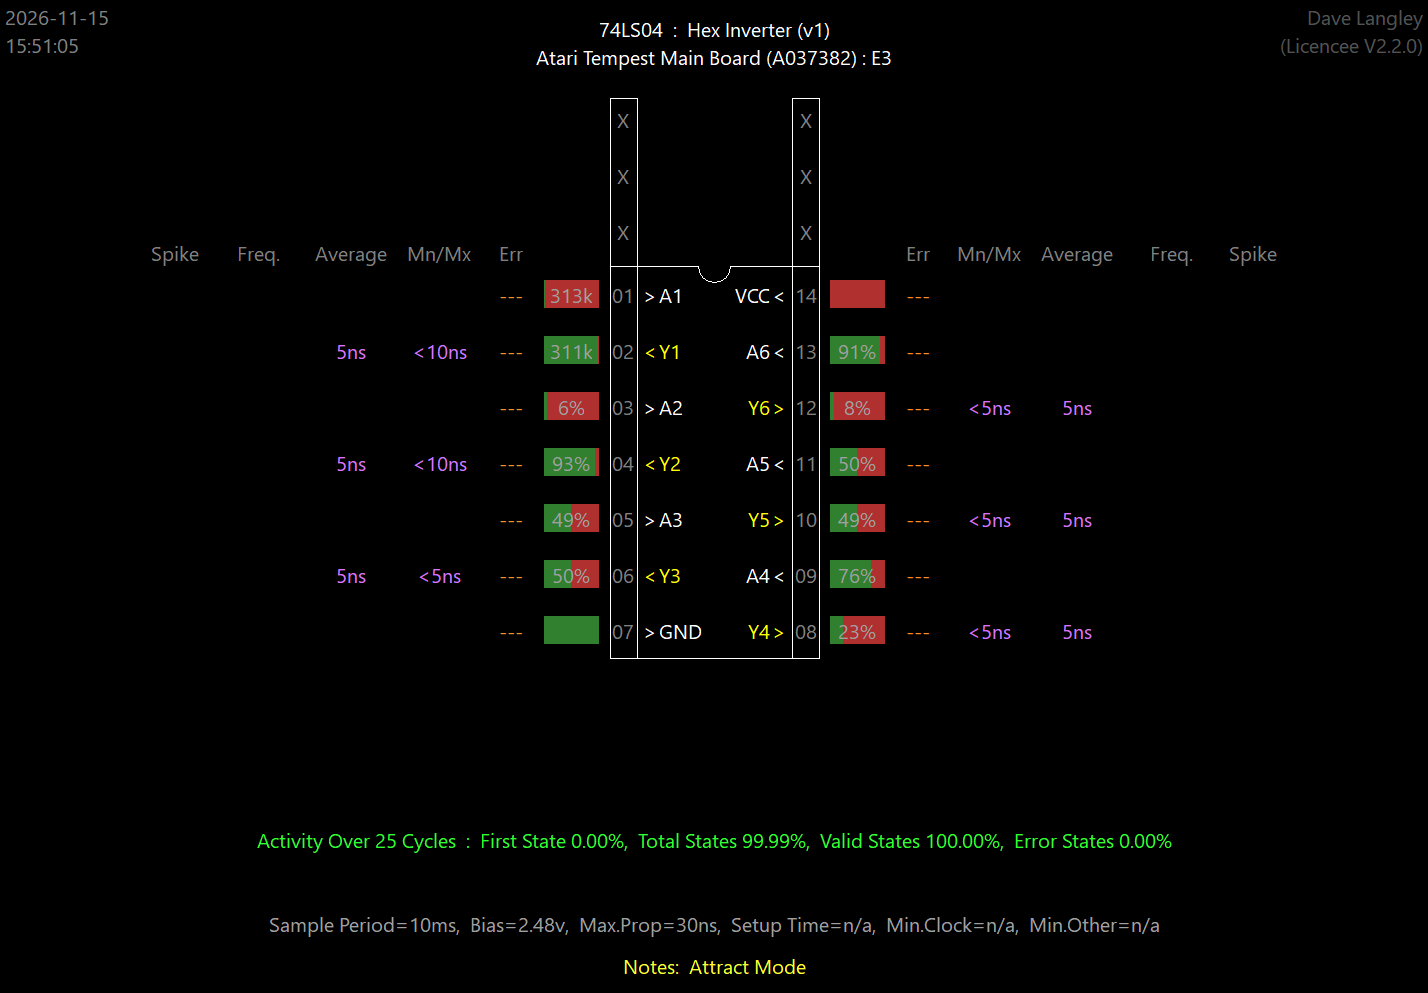 2026-11-15
15:51:05
74LS04 : Hex Inverter (v1)
Atari Tempest Main Board (A037382) : E3
Dave Langley
(Licencee V2.2.0)
X X
X X
X X
Spike Freq. Average Mn/Mx Err Err Mn/Mx Average Freq. Spike
--- 313k 01 >A1 VCC< 14 ---
5ns <10ns --- 311k 02 <Y1 A6< 13 91% ---
--- 6% 03 >A2 Y6> 12 8% --- <5ns 5ns
5ns <10ns --- 93% 04 <Y2 A5< 11 50% ---
--- 49% 05 >A3 Y5> 10 49% --- <5ns 5ns
5ns <5ns --- 50% 06 <Y3 A4< 09 76% ---
--- 07 >GND Y4> 08 23% --- <5ns 5ns
Activity Over 25 Cycles : First State 0.00%, Total States 99.99%, Valid States 100.00%, Error States 0.00%
Sample Period=10ms, Bias=2.48v, Max.Prop=30ns, Setup Time=n/a, Min.Clock=n/a, Min.Other=n/a
Notes: Attract Mode